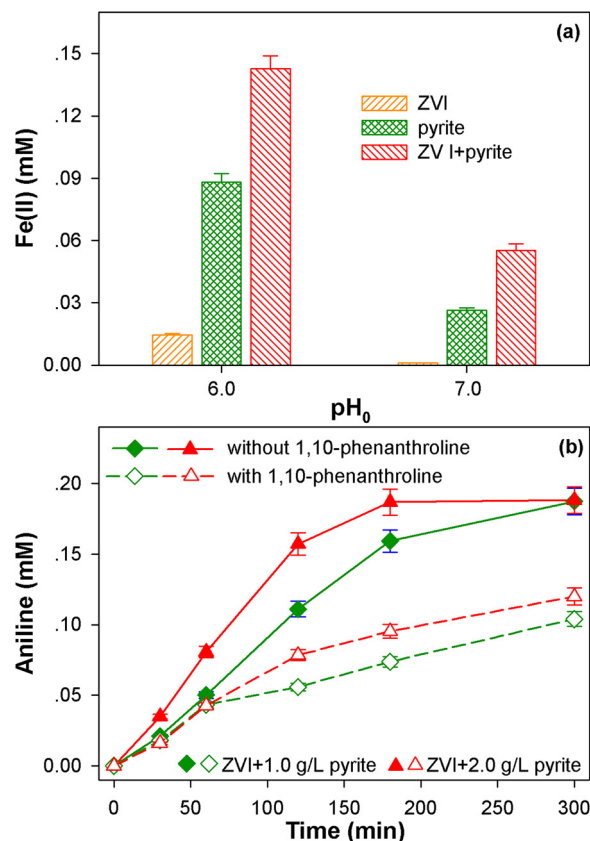 (a)
ZVI
pyrite
ZV I+pyrite
Fe(II) (mM)
.15
.12
.09
.06
.03
0.00
6.0
7.0
pH0
(b)
without 1,10-phenanthroline
with 1,10-phenanthroline
Aniline (mM)
.20
.15
.10
.05
0.00
ZVI+1.0 g/L pyrite
ZVI+2.0 g/L pyrite
0
50
100
150
200
250
300
Time (min)